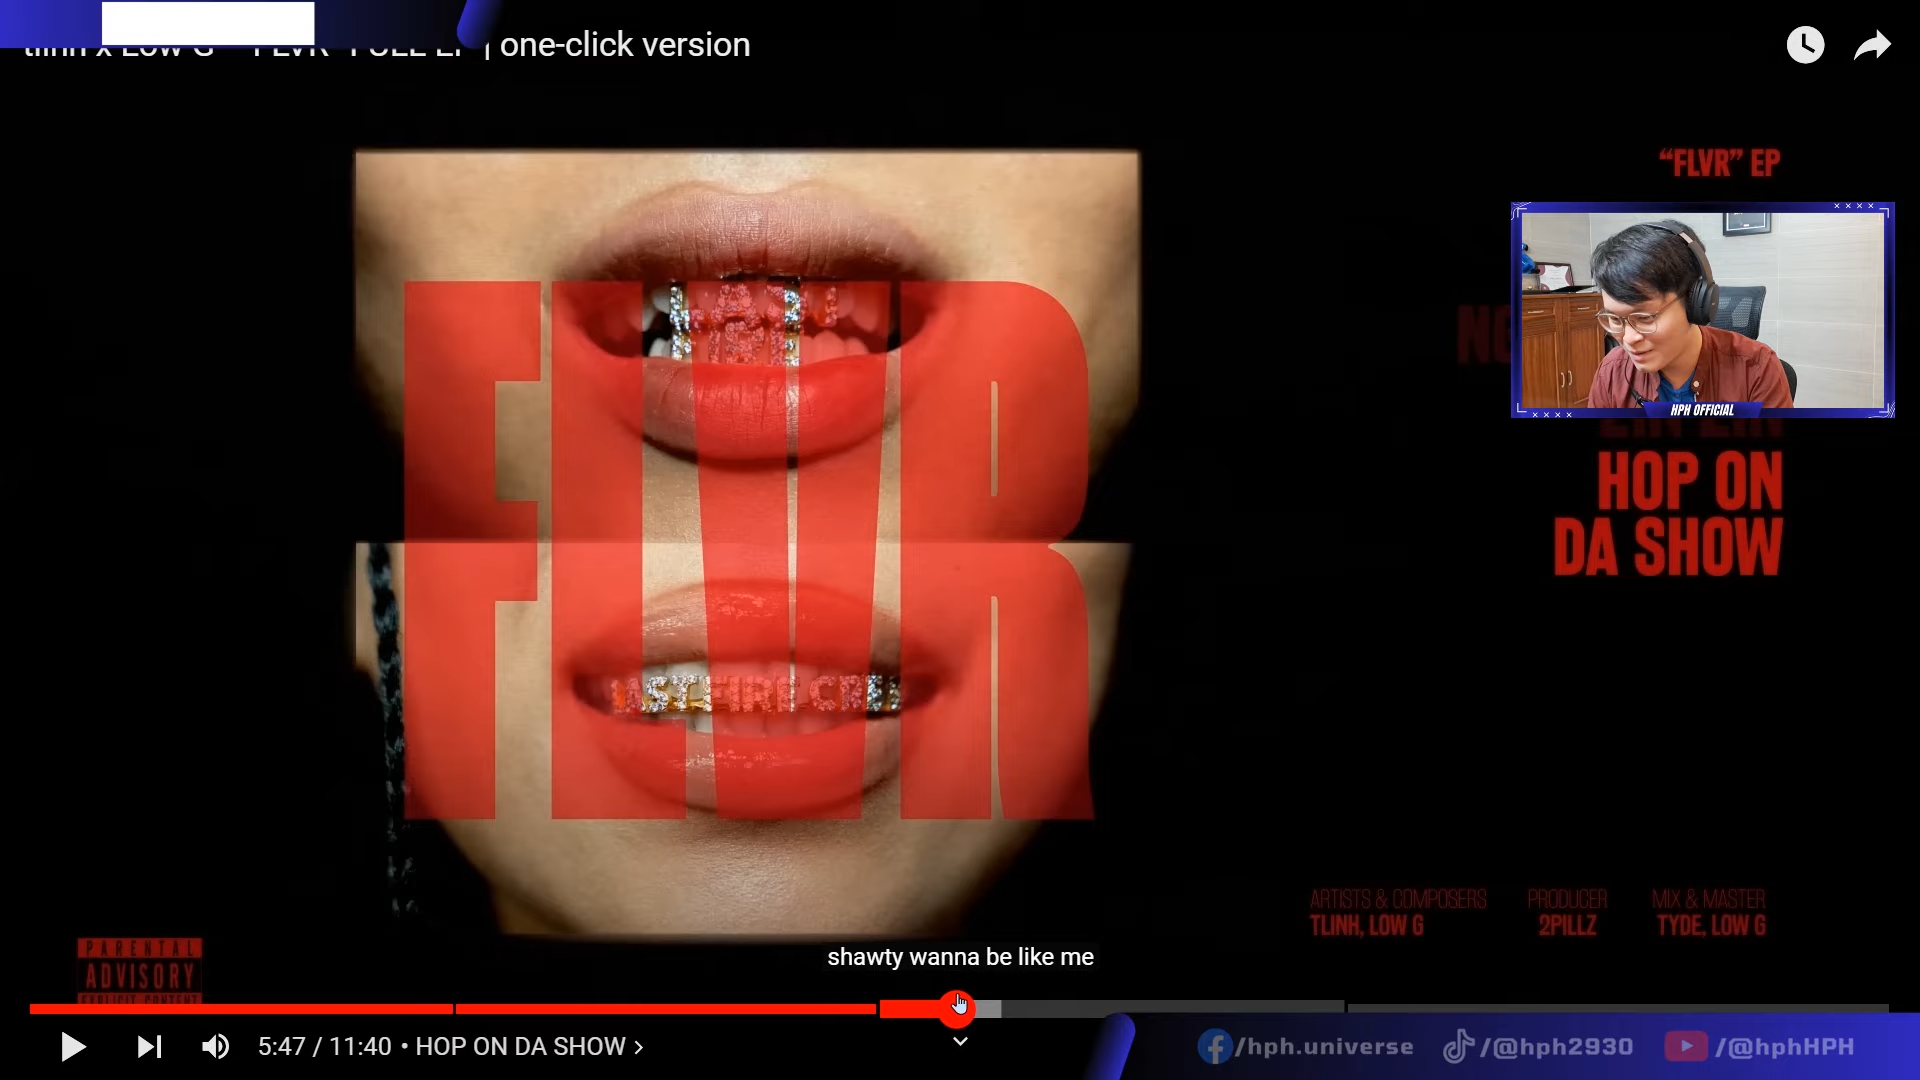 one-click version
“FLVR” EP
HPH OFFICIAL
HOP ON
DA SHOW
FLVR
ARTISTS & COMPOSERS
TLINH, LOW G
PRODUCER
2PILLZ
MIX & MASTER
TYDE, LOW G
PARENTAL
ADVISORY
EXPLICIT CONTENT
shawty wanna be like me
5:47 / 11:40 • HOP ON DA SHOW
/hph.universe
/@hph2930
/@hphHPH